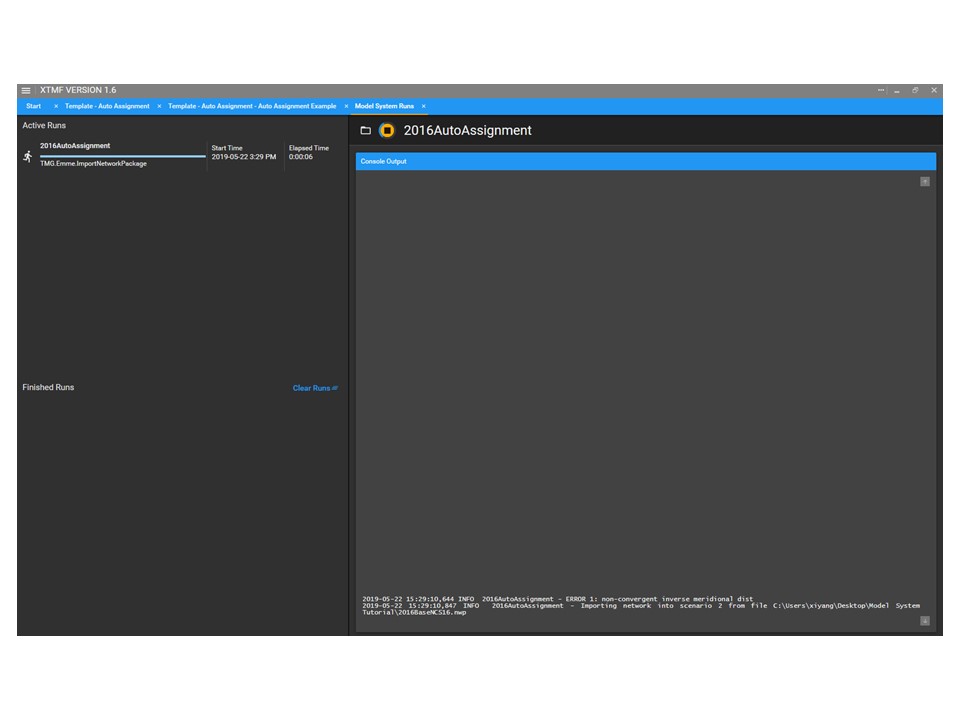 XTMF VERSION 1.6
Start × Template - Auto Assignment × Template - Auto Assignment - Auto Assignment Example × Model System Runs ×
Active Runs
2016AutoAssignment
TMG.Emme.ImportNetworkPackage
Start Time
2019-05-22 3:29 PM
Elapsed Time
0:00:06
Finished Runs
Clear Runs
2016AutoAssignment
Console Output
2019-05-22 15:29:10,644 INFO 2016AutoAssignment - ERROR 1: non-convergent inverse meridional dist
2019-05-22 15:29:10,847 INFO 2016AutoAssignment - Importing network into scenario 2 from file C:\Users\xiyang\Desktop\Model System
Tutorial\2016BaseNCS16.nwp